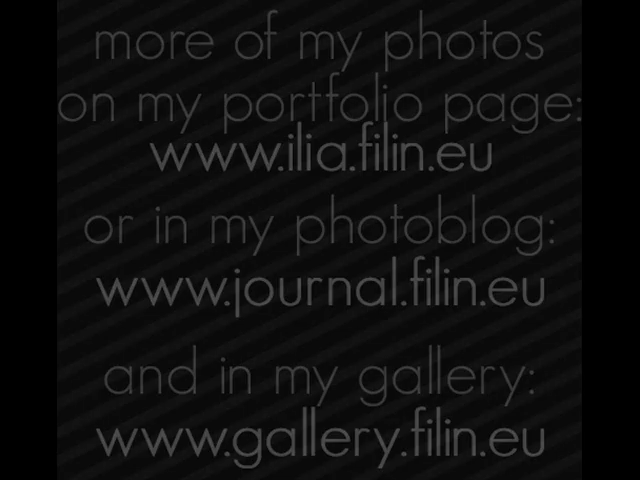 more of my photos
on my portfolio page:
www.ilia.filin.eu
or in my photoblog:
www.journal.filin.eu
and in my gallery:
www.gallery.filin.eu